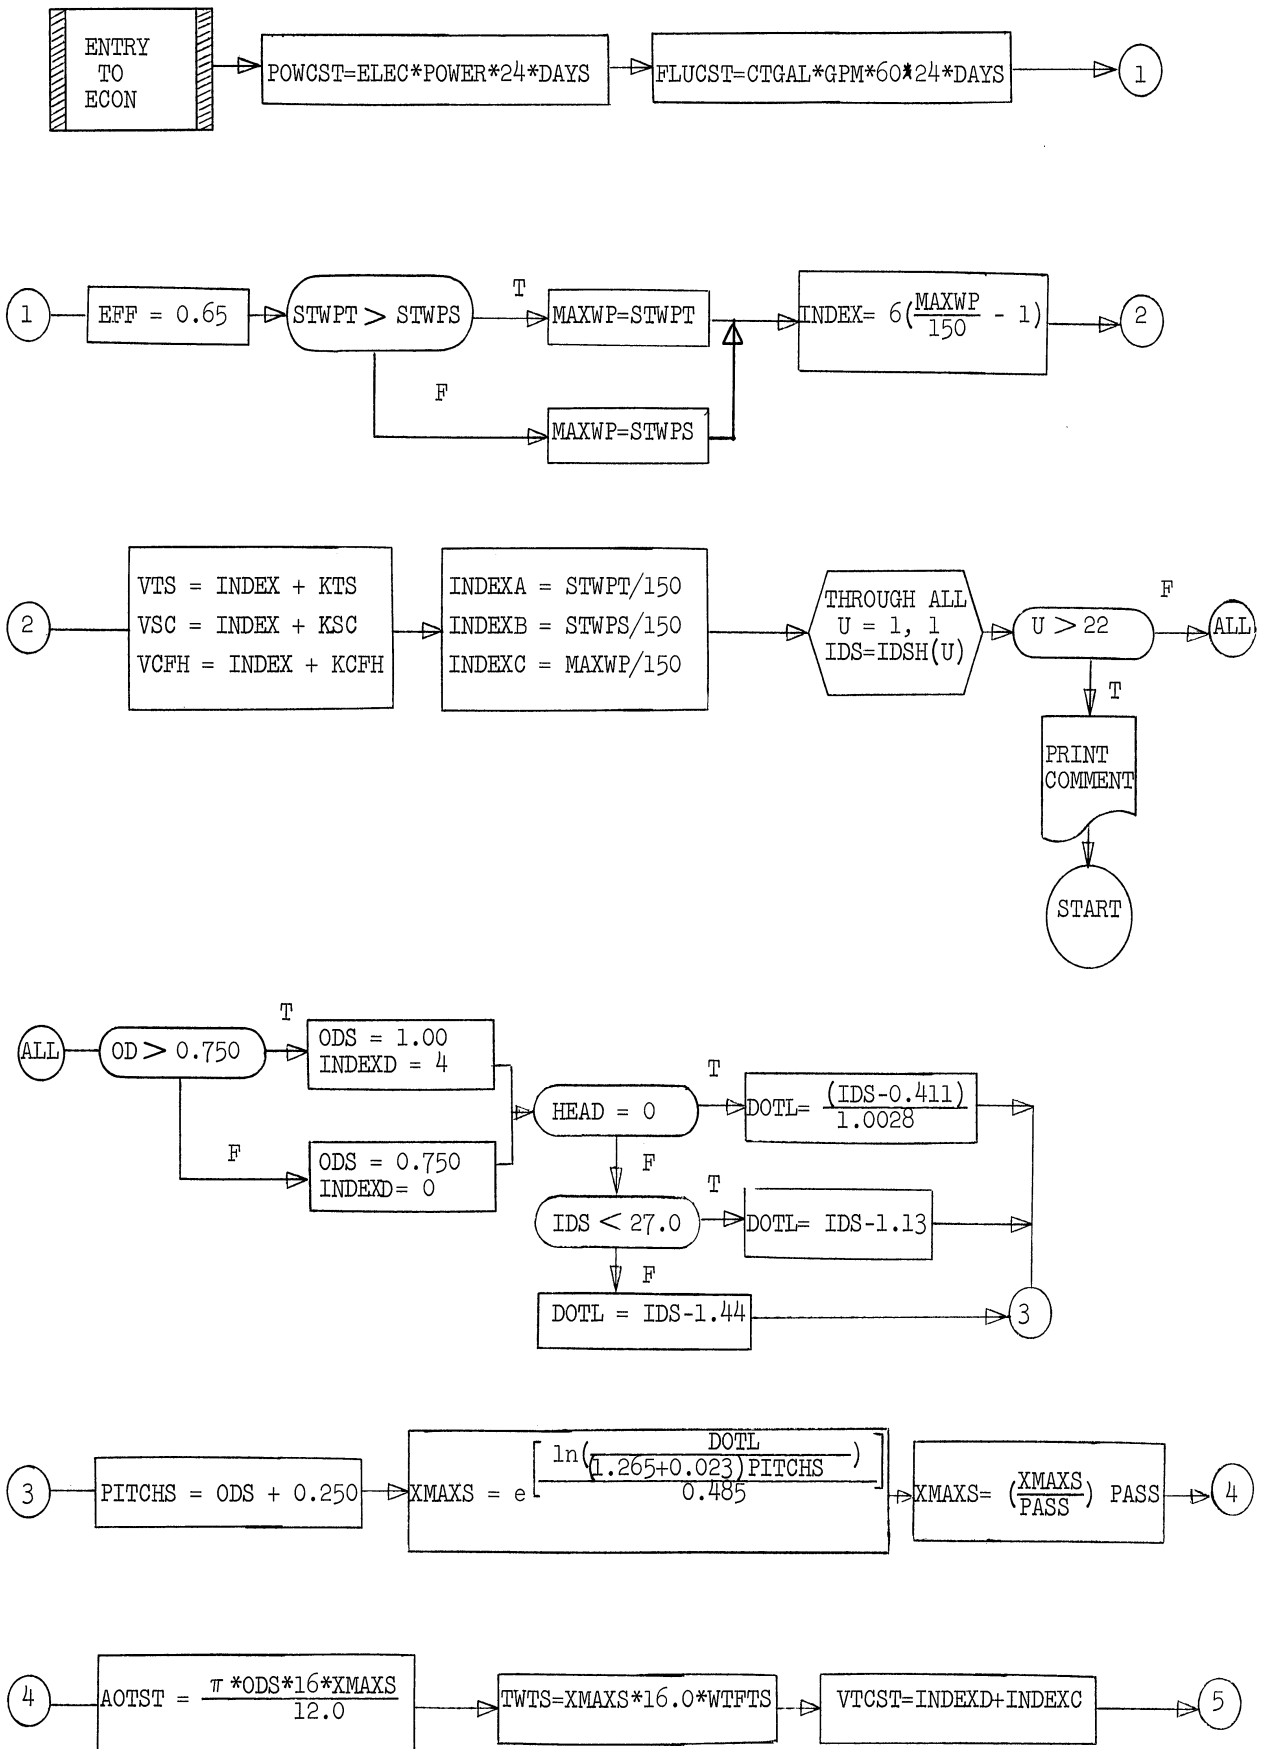 ENTRY
TO
ECON
POWCST=ELEC*POWER*24*DAYS
FLUCST=CTGAL*GPM*60*24*DAYS
1
1
EFF = 0.65
STWPT > STWPS
T
MAXWP=STWPT
INDEX= 6(MAXWP/150 - 1)
2
F
MAXWP=STWPS
2
VTS = INDEX + KTS
VSC = INDEX + KSC
VCFH = INDEX + KCFH
INDEXA = STWPT/150
INDEXB = STWPS/150
INDEXC = MAXWP/150
THROUGH ALL
U = 1, 1
IDS=IDSH(U)
U > 22
F
ALL
T
PRINT
COMMENT
START
ALL
OD > 0.750
T
ODS = 1.00
INDEXD = 4
F
ODS = 0.750
INDEXD= 0
HEAD = 0
T
DOTL= (IDS-0.411)/1.0028
F
IDS < 27.0
T
DOTL= IDS-1.13
F
DOTL = IDS-1.44
3
3
PITCHS = ODS + 0.250
XMAXS = e[ln(DOTL/(1.265+0.023)PITCHS)/0.485]
XMAXS= (XMAXS/PASS) PASS
4
4
AOTST = π*ODS*16*XMAXS/12.0
TWTS=XMAXS*16.0*WTFTS
VTCST=INDEXD+INDEXC
5